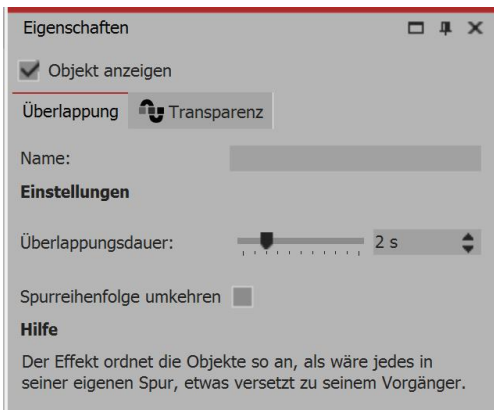 Eigenschaften
Objekt anzeigen
Überlappung Transparenz
Name:
Einstellungen
Überlappungsdauer: 2 s
Spurreihenfolge umkehren
Hilfe
Der Effekt ordnet die Objekte so an, als wäre jedes in
seiner eigenen Spur, etwas versetzt zu seinem Vorgänger.